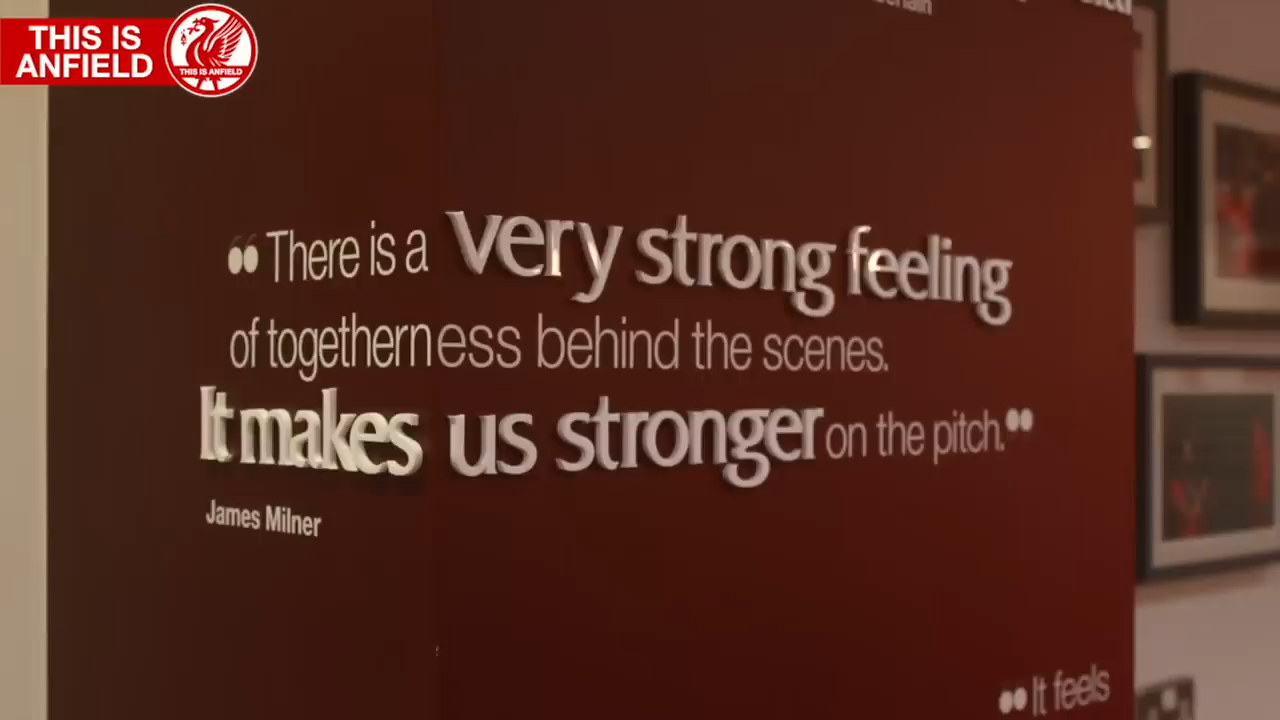 THIS IS
ANFIELD
THIS IS ANFIELD
“There is a very strong feeling
of togetherness behind the scenes.
It makes us stronger on the pitch.”
James Milner
“It feels